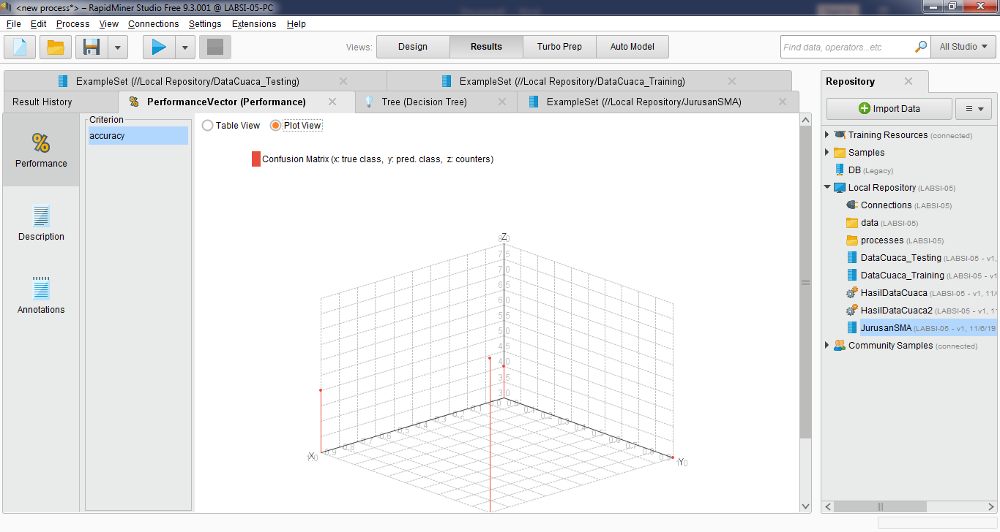 <new process*> – RapidMiner Studio Free 9.3.001 @ LABSI-05-PC
File Edit Process View Connections Settings Extensions Help
Views: Design Results Turbo Prep Auto Model
Find data, operators...etc All Studio
ExampleSet (///Local Repository/DataCuaca_Testing) ExampleSet (///Local Repository/DataCuaca_Training)
Result History PerformanceVector (Performance) Tree (Decision Tree) ExampleSet (///Local Repository/JurusanSMA)
Performance
Description
Annotations
Criterion
accuracy
Table View Plot View
Confusion Matrix (x: true class, y: pred. class, z: counters)
Z
7.5
7.0
6.5
6.0
5.5
5.0
4.5
4.0
3.5
3.0
0.0 0.0
0.1 0.1
0.2 0.2
0.3 0.3
0.4 0.4
0.5 0.5
0.6
0.7 0.7
0.8
0.9 0.9
X
Y 1.0
Repository
Import Data
Training Resources (connected)
Samples
DB (Legacy)
Local Repository (LABSI-05)
Connections (LABSI-05)
data (LABSI-05)
processes (LABSI-05)
DataCuaca_Testing (LABSI-05 - v1,
DataCuaca_Training (LABSI-05 - v1
HasilDataCuaca (LABSI-05 - v1, 11/
HasilDataCuaca2 (LABSI-05 - v1, 11
JurusanSMA (LABSI-05 - v1, 11/6/19
Community Samples (connected)